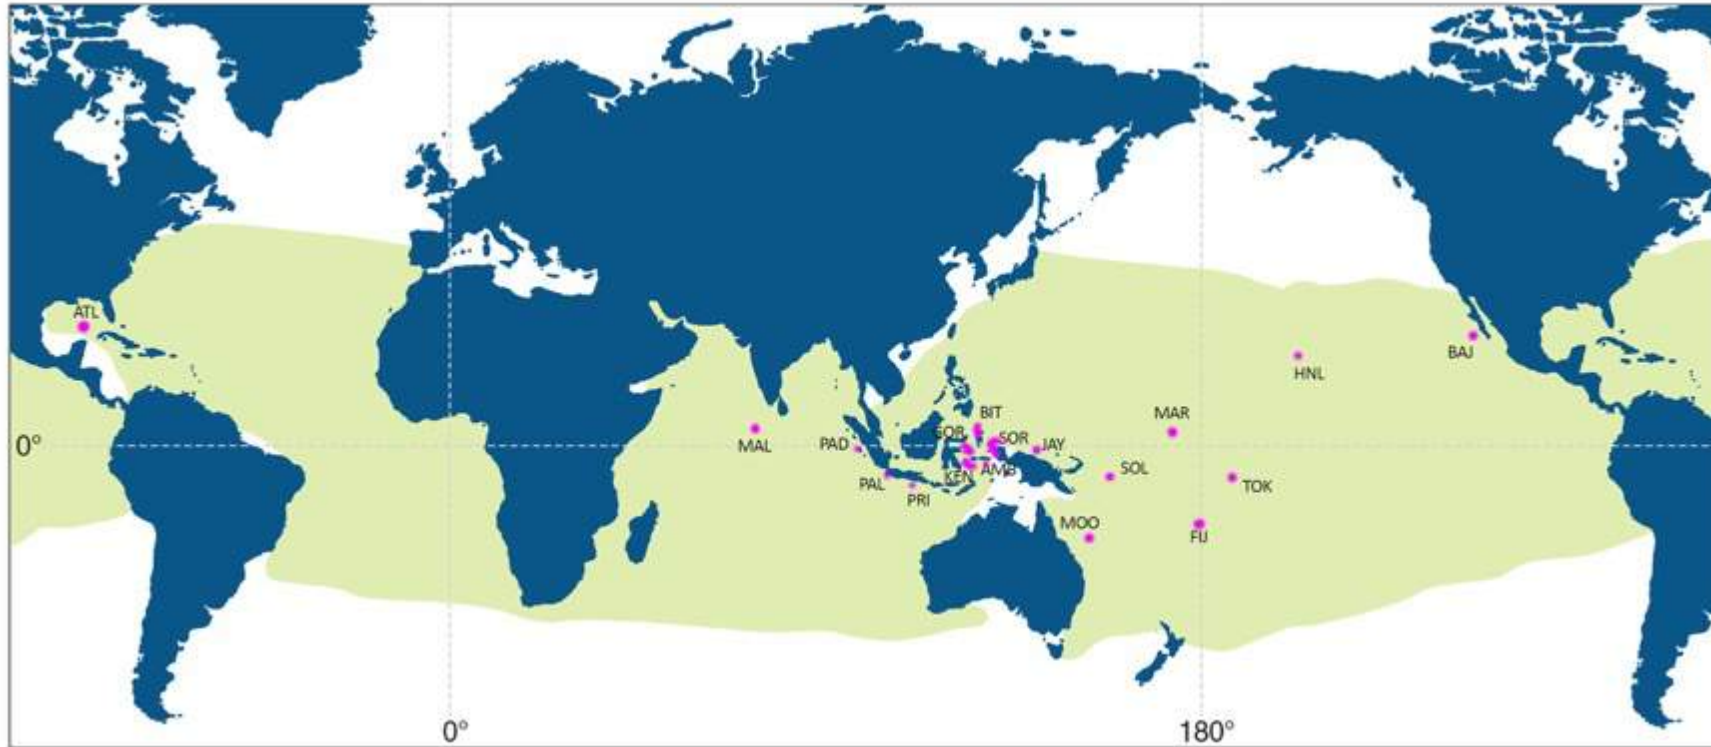 ATL
BAJ
HNL
BIT
MAR
GOR
SOR
0°
MAL
PAD
JAY
KEN
AMB
SOL
PAL
TOK
PRI
MOO
FIJ
0°
180°